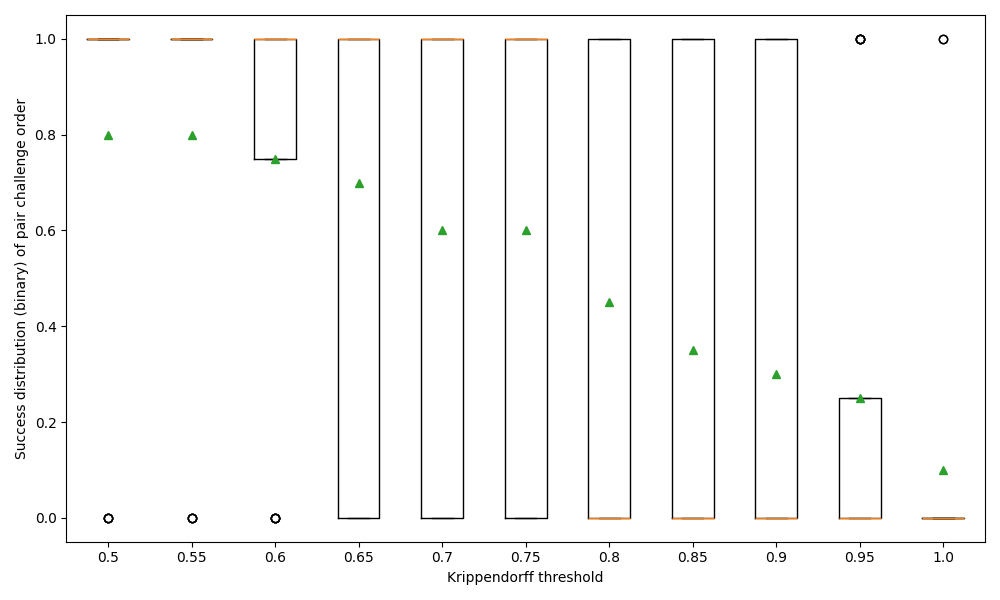 Success distribution (binary) of pair challenge order
1.0
0.8
0.6
0.4
0.2
0.0
0.5 0.55 0.6 0.65 0.7 0.75 0.8 0.85 0.9 0.95 1.0
Krippendorff threshold